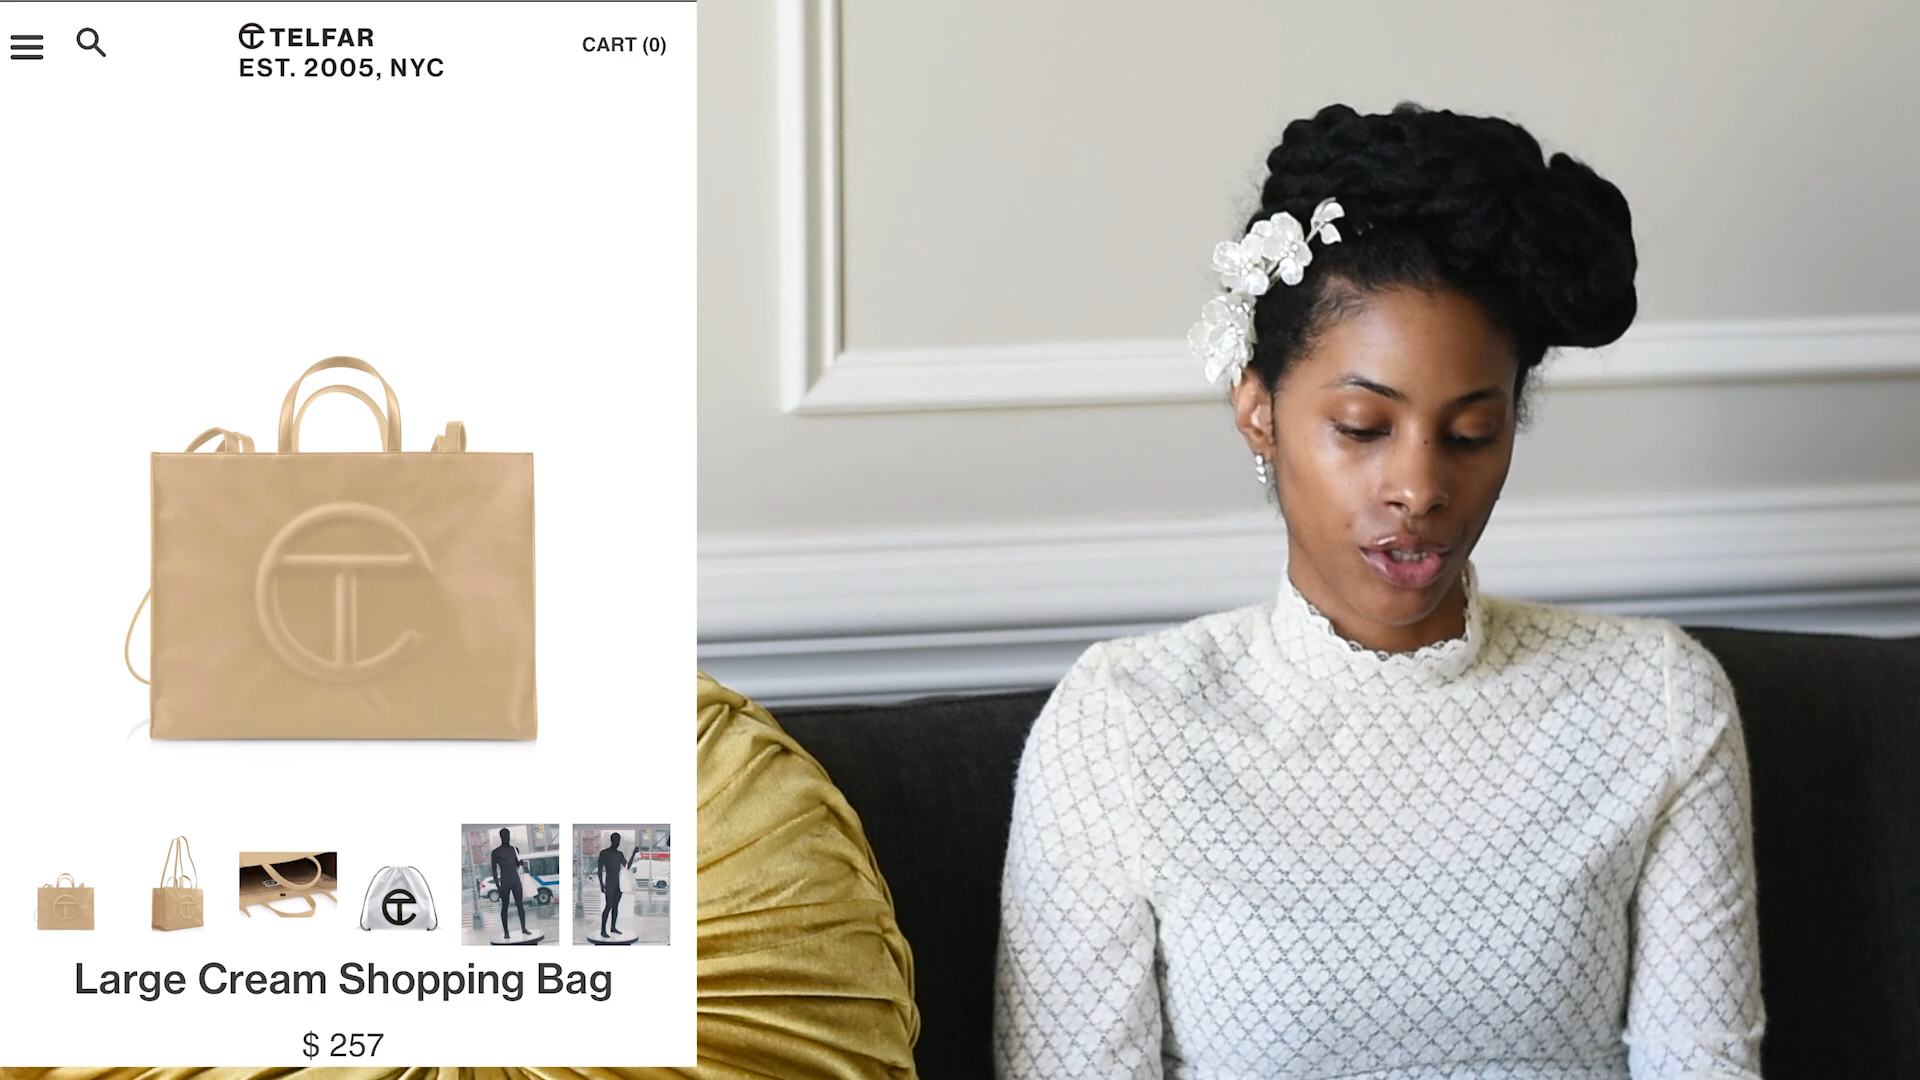 TELFAR
EST. 2005, NYC
CART (0)
Large Cream Shopping Bag
$ 257